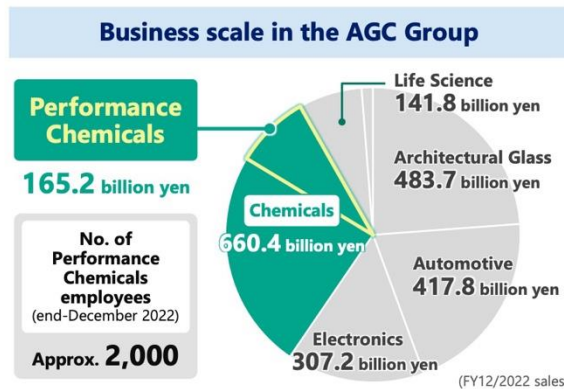 Business scale in the AGC Group
Performance
Chemicals
165.2 billion yen
No. of
Performance
Chemicals
employees
(end-December 2022)
Approx. 2,000
Life Science
141.8 billion yen
Architectural Glass
483.7 billion yen
Chemicals
660.4 billion yen
Automotive
417.8 billion yen
Electronics
307.2 billion yen
(FY12/2022 sales